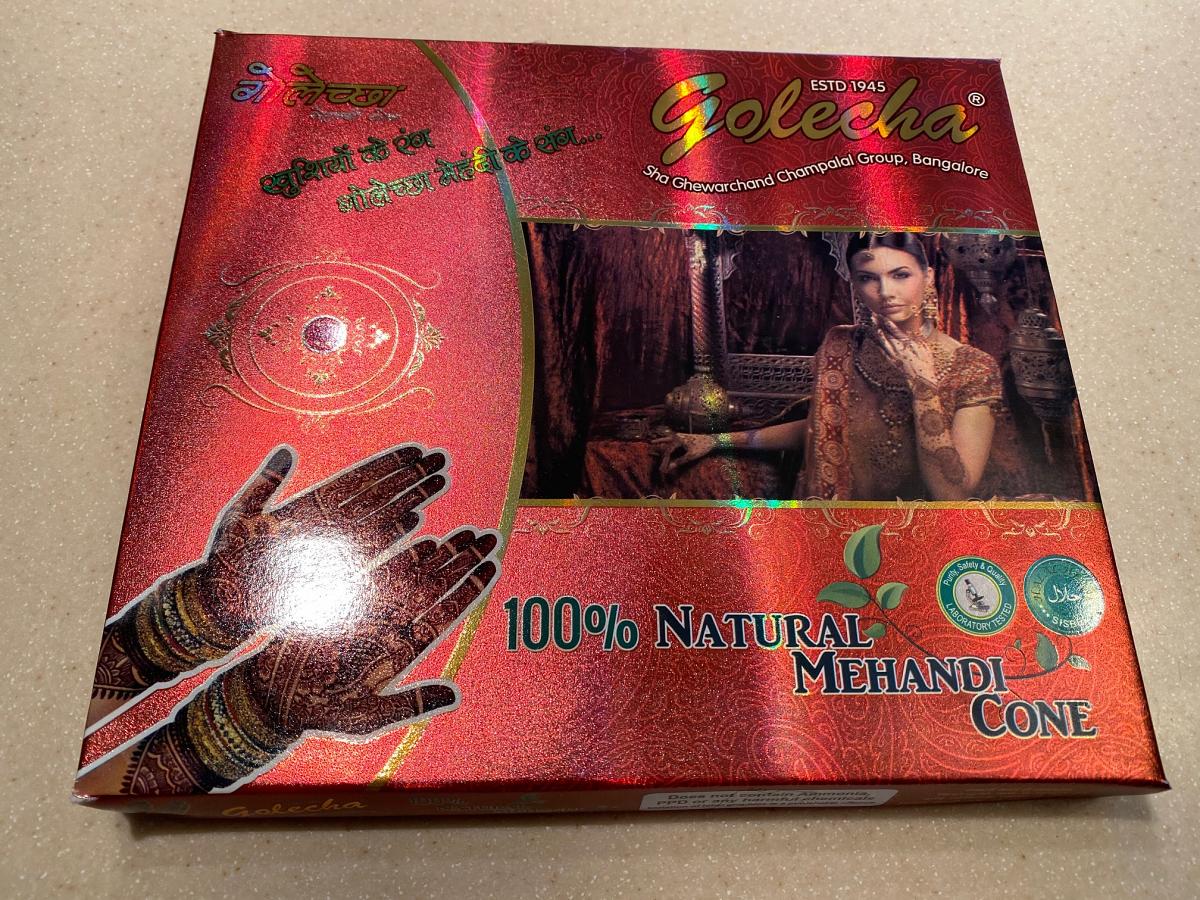 गोलेच्छा
खुशियों के रंग
गोलेच्छा मेहंदी के संग...
ESTD 1945
Golecha®
Sha Ghewarchand Champalal Group, Bangalore
100% NATURAL
MEHANDI
CONE
Purity, Safety & Quality
LABORATORY TESTED
حلال
Golecha
Does not contain Ammonia,
PPD or any harmful chemicals